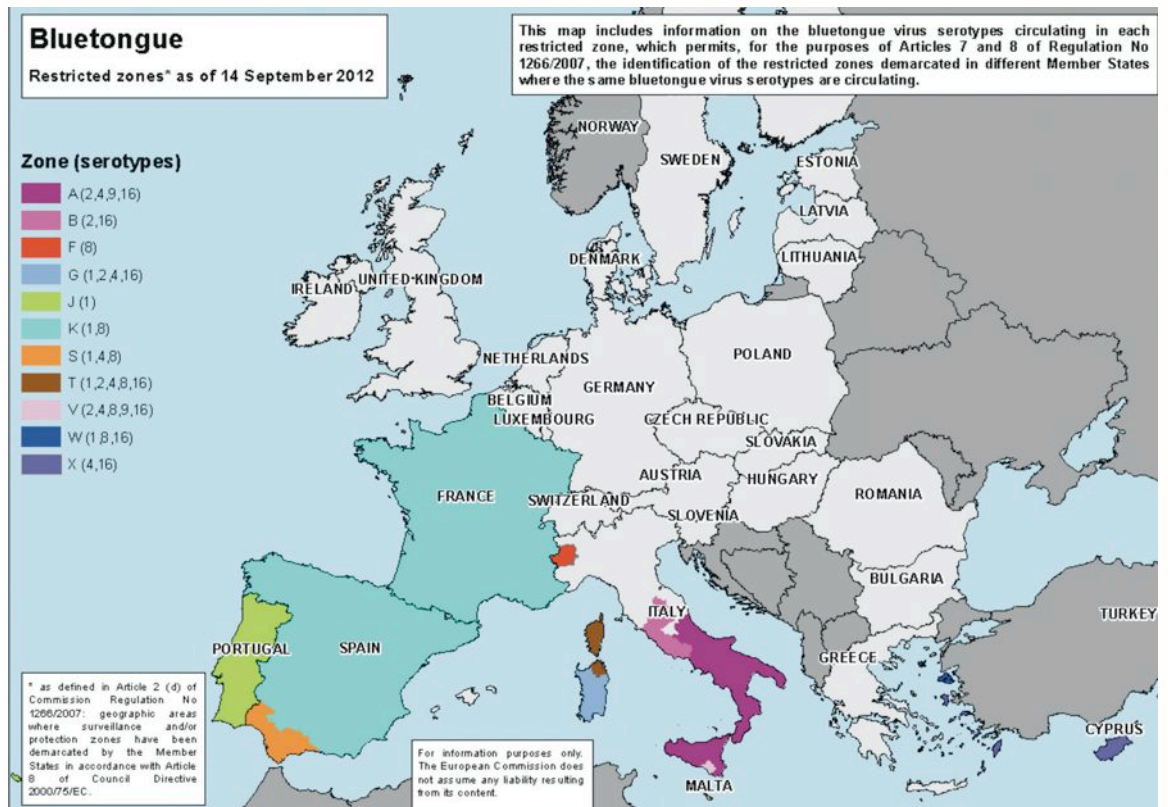 Bluetongue
Restricted zones* as of 14 September 2012
This map includes information on the bluetongue virus serotypes circulating in each
restricted zone, which permits, for the purposes of Articles 7 and 8 of Regulation No
1266/2007, the identification of the restricted zones demarcated in different Member States
where the same bluetongue virus serotypes are circulating.
Zone (serotypes)
A (2,4,9,16)
B (2,16)
F (8)
G (1,2,4,16)
J (1)
K (1,8)
S (1,4,8)
T (1,2,4,8,16)
V (2,4,8,9,16)
W (1,8,16)
X (4,16)
NORWAY
SWEDEN
ESTONIA
LATVIA
LITHUANIA
DENMARK
UNITED KINGDOM
IRELAND
NETHERLANDS
POLAND
GERMANY
BELGIUM
LUXEMBOURG
CZECH REPUBLIC
SLOVAKIA
AUSTRIA
HUNGARY
FRANCE
SWITZERLAND
ROMANIA
SLOVENIA
BULGARIA
ITALY
TURKEY
PORTUGAL
SPAIN
GREECE
CYPRUS
MALTA
* as defined in Article 2 (d) of
Commission Regulation No
1266/2007: geographic areas
where surveillance and/or
protection zones have been
demarcated by the Member
States in accordance with Article
8 of Council Directive
2000/75/EC.
For information purposes only.
The European Commission does
not assume any liability resulting
from its content.